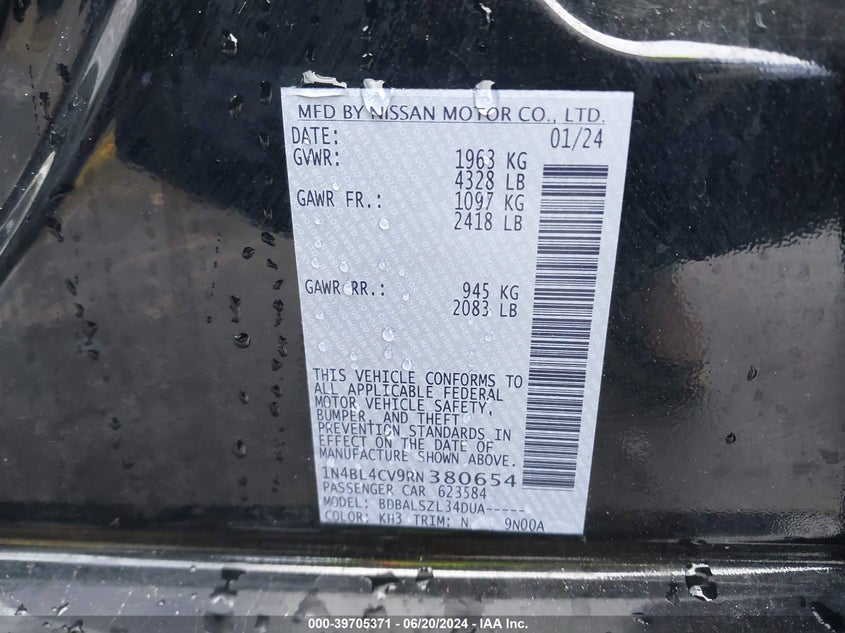 MFD BY NISSAN MOTOR CO., LTD.
DATE: 01/24
GVWR: 1963 KG
4328 LB
GAWR FR.: 1097 KG
2418 LB
GAWR RR.: 945 KG
2083 LB
THIS VEHICLE CONFORMS TO
ALL APPLICABLE FEDERAL
MOTOR VEHICLE SAFETY,
BUMPER, AND THEFT
PREVENTION STANDARDS IN
EFFECT ON THE DATE OF
MANUFACTURE SHOWN ABOVE.
1N4BL4CV9RN380654
PASSENGER CAR 623584
MODEL: BDBALSZL34DUA-----
COLOR: KH3 TRIM: N 9N00A
000-39705371 - 06/20/2024 - IAA Inc.